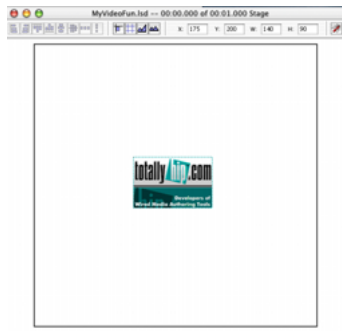 MyVideoFun.lsd -- 00:00.000 of 00:01.000 Stage
X: 175 Y: 200 W: 140 H: 90
totallyhip.com
Developers of
Wired Media Authoring Tools